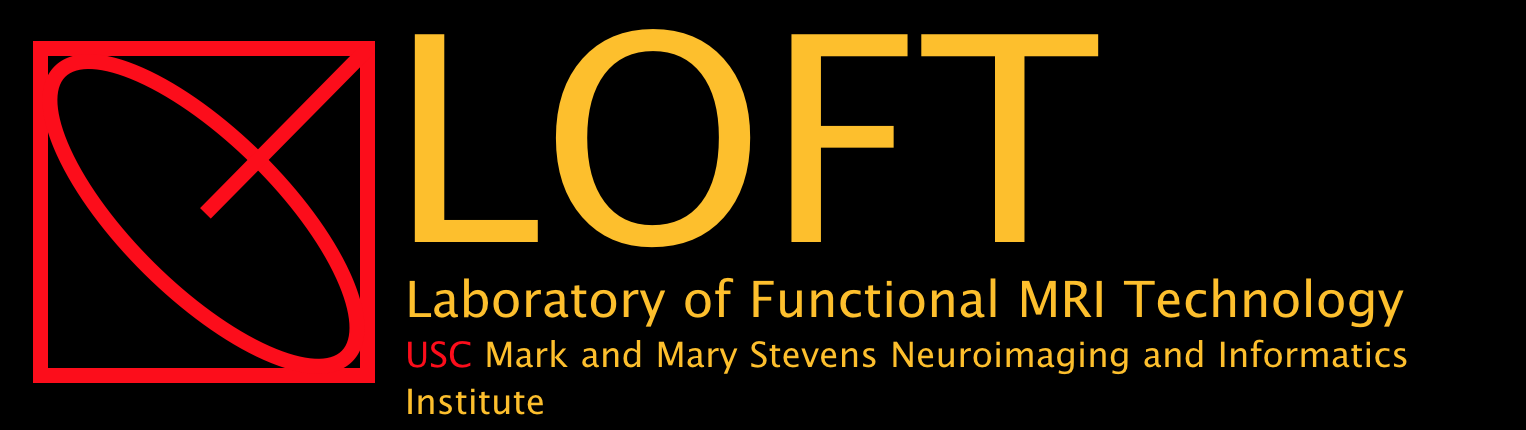 LOFT
Laboratory of Functional MRI Technology
USC Mark and Mary Stevens Neuroimaging and Informatics
Institute